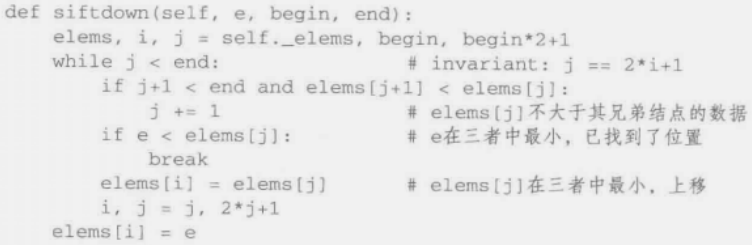 def siftdown(self, e, begin, end):
    elems, i, j = self._elems, begin, begin*2+1
    while j < end:                # invariant: j == 2*i+1
        if j+1 < end and elems[j+1] < elems[j]:
            j += 1                # elems[j]不大于其兄弟结点的数据
        if e < elems[j]:          # e在三者中最小，已找到了位置
            break
        elems[i] = elems[j]       # elems[j]在三者中最小，上移
        i, j = j, 2*j+1
    elems[i] = e